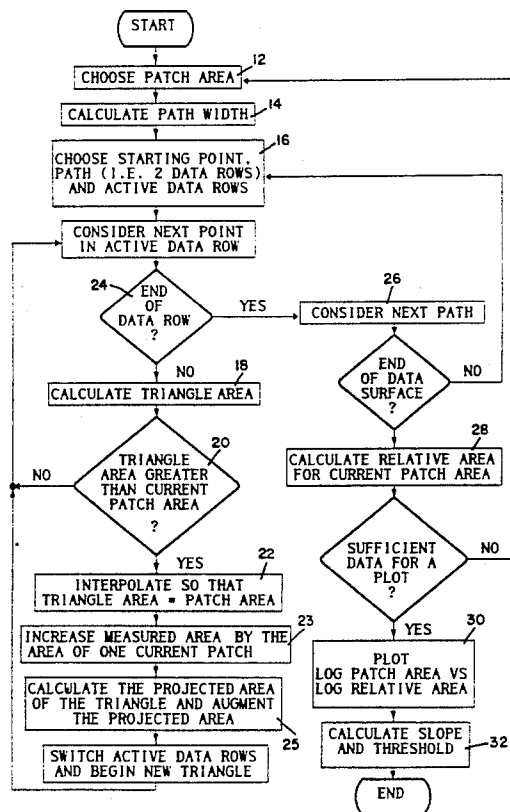 START
12
CHOOSE PATCH AREA
14
CALCULATE PATH WIDTH
16
CHOOSE STARTING POINT,
PATH (I.E. 2 DATA ROWS)
AND ACTIVE DATA ROWS
CONSIDER NEXT POINT
IN ACTIVE DATA ROW
24
END
OF
DATA ROW
?
YES
NO
18
CALCULATE TRIANGLE AREA
20
TRIANGLE
AREA GREATER
THAN CURRENT
PATCH AREA
?
NO
YES
22
INTERPOLATE SO THAT
TRIANGLE AREA = PATCH AREA
23
INCREASE MEASURED AREA BY THE
AREA OF ONE CURRENT PATCH
CALCULATE THE PROJECTED AREA
OF THE TRIANGLE AND AUGMENT
THE PROJECTED AREA
25
SWITCH ACTIVE DATA ROWS
AND BEGIN NEW TRIANGLE
26
CONSIDER NEXT PATH
END
OF DATA
SURFACE
?
NO
28
CALCULATE RELATIVE AREA
FOR CURRENT PATCH AREA
SUFFICIENT
DATA FOR A
PLOT
?
NO
YES
30
PLOT
LOG PATCH AREA VS
LOG RELATIVE AREA
CALCULATE SLOPE
AND THRESHOLD
32
END